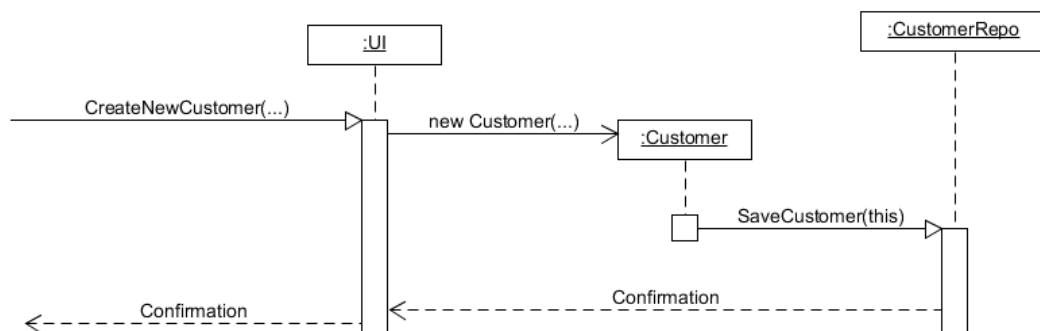 :UI
:CustomerRepo
CreateNewCustomer(...)
new Customer(...)
:Customer
SaveCustomer(this)
Confirmation
Confirmation